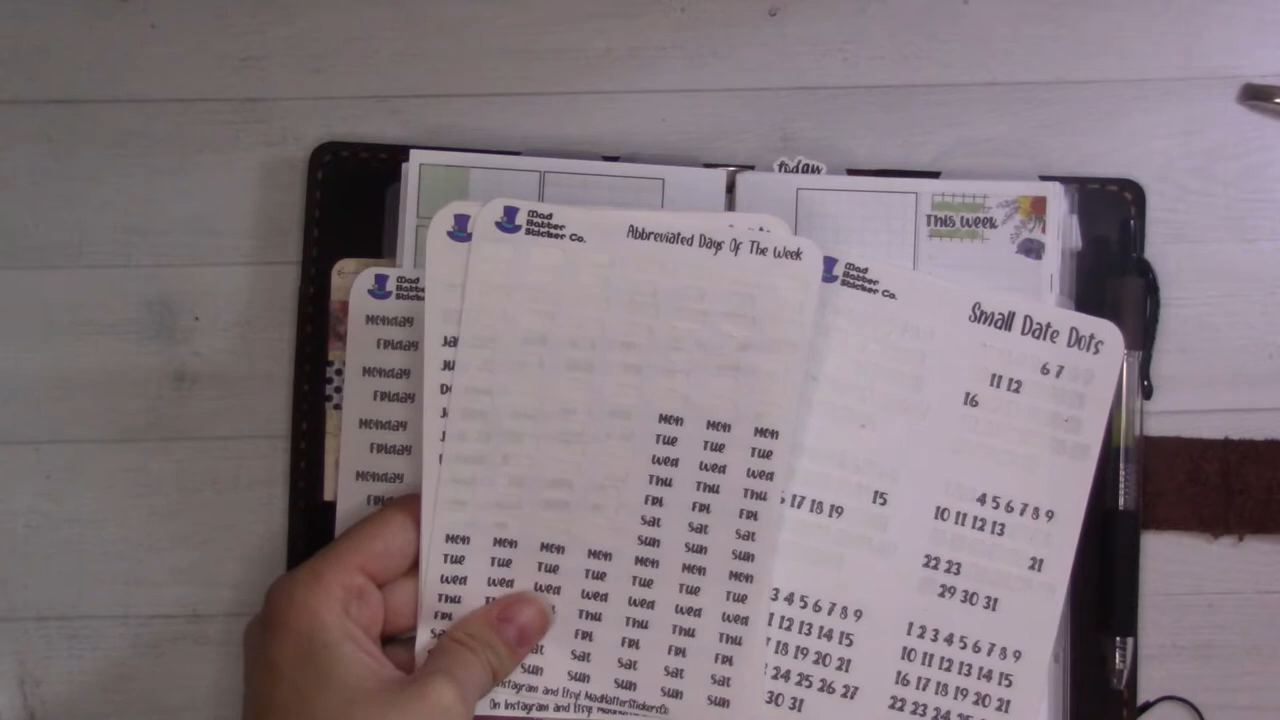 today
This week
Mad
Hatter
Sticker Co.
Abbreviated Days Of The Week
Mon Mon Mon
Tue Tue Tue
Wed Wed Wed
Thu Thu Thu
Fri Fri Fri
Sat Sat Sat
Sun Sun Sun
Mon Mon Mon Mon Mon Mon Mon
Tue Tue Tue Tue Tue Tue Tue
Wed Wed Wed Wed Wed Wed Wed
Thu Thu Thu Thu Thu
Fri Fri Fri Fri
Sat Sat Sat
Sun Sun Sun Sun Sun
Instagram and Etsy! MadHatterStickersCo
On Instagram and Etsy!
Mad
Hatter
Sticker
Monday
Friday
Monday
Friday
Monday
Friday
Monday
Mad
Hatter
Sticker Co.
Small Date Dots
6 7
11 12
16
15
17 18 19
4 5 6 7 8 9
10 11 12 13
21
22 23
29 30 31
3 4 5 6 7 8 9
12 13 14 15
18 19 20 21
24 25 26 27
30 31
1 2 3 4 5 6 7 8 9
10 11 12 13 14 15
16 17 18 19 20 21
22 23 24